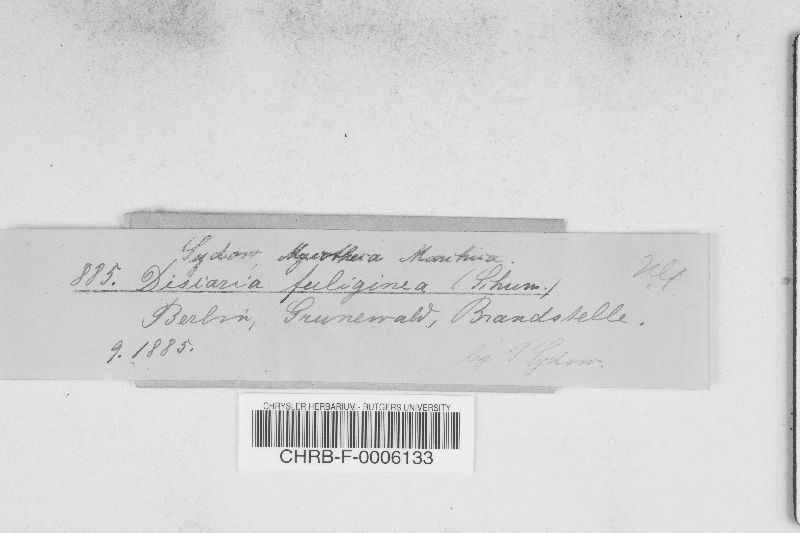 Sydow, Mycotheca Marchica.
885. Disiaria fuliginea (Schum.)
Berlin, Grunewald, Brandstelle.
9. 1885.
leg. P. Sydow.
CHRYSLER HERBARIUM - RUTGERS UNIVERSITY
CHRB-F-0006133